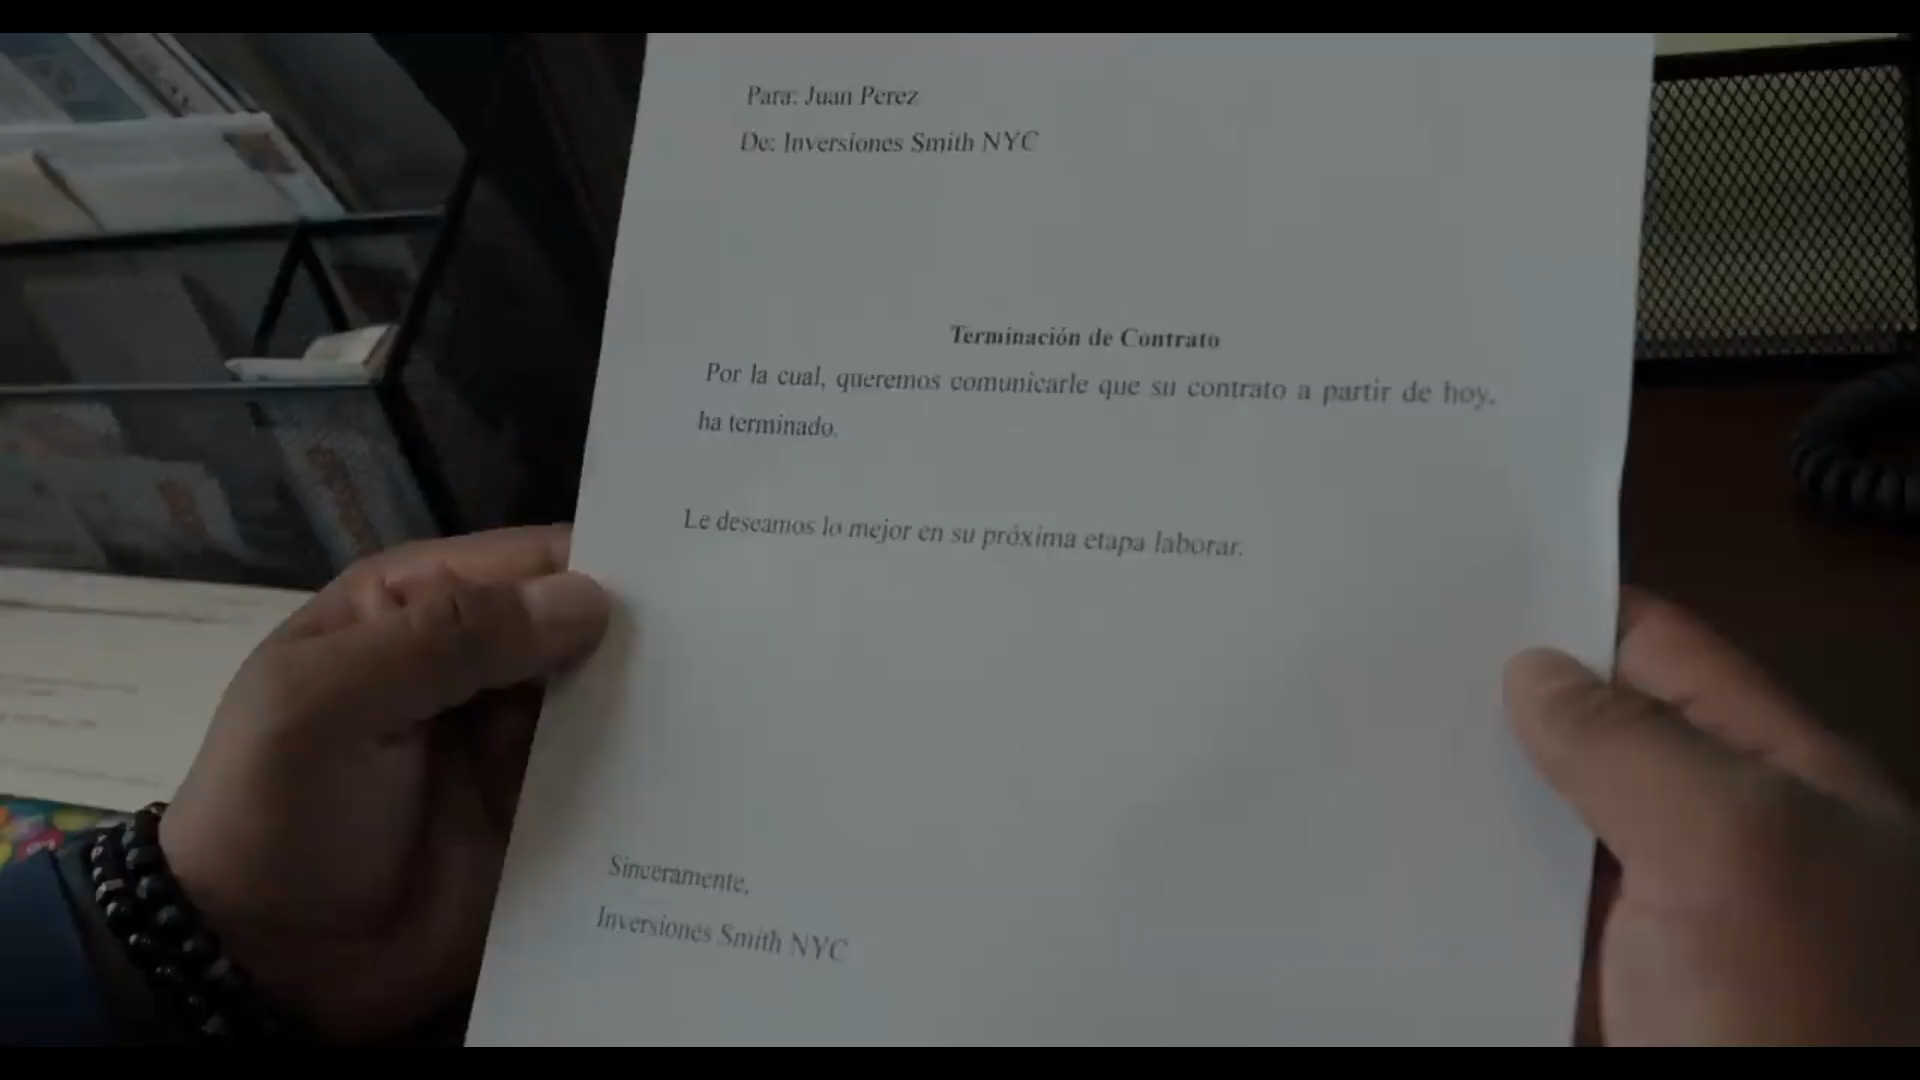 Para: Juan Perez
De: Inversiones Smith NYC
Terminación de Contrato
Por la cual, queremos comunicarle que su contrato a partir de hoy,
ha terminado.
Le deseamos lo mejor en su próxima etapa laborar.
Sinceramente,
Inversiones Smith NYC